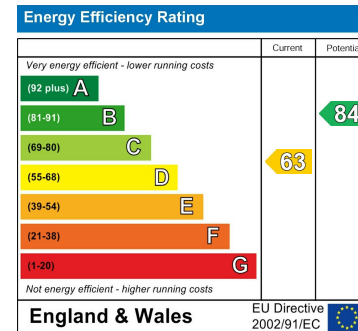 Energy Efficiency Rating
Current
Very energy efficient - lower running costs
(92 plus) A
(81-91) B
84
(69-80) C
63
(55-68) D
(39-54) E
(21-38) F
(1-20) G
Not energy efficient - higher running costs
England & Wales
EU Directive
2002/91/EC